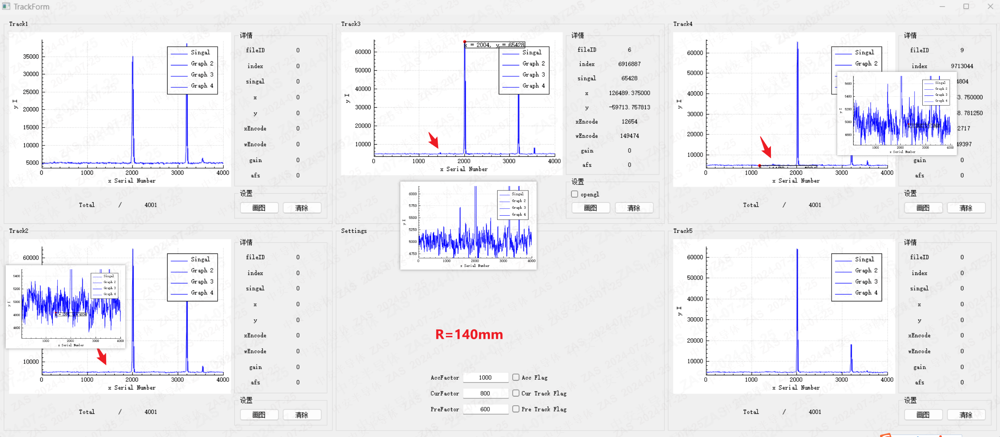 TrackForm
Track1
35000
30000
25000
20000
15000
10000
5000
y I
0
1000
2000
3000
4000
x Serial Number
Singal
Graph 2
Graph 3
Graph 4
详情
fileID 0
index 0
singal 0
x 0
y 0
xEncode 0
wEncode 0
gain 0
afs 0
Total / 4001
设置
画图 清除
Track3
x = 2004, y = 65428
60000
50000
40000
30000
20000
10000
y I
0
1000
2000
3000
4000
x Serial Number
Singal
Graph 2
Graph 3
Graph 4
详情
fileID 6
index 6916887
singal 65428
x 126489.375000
y -59713.757813
xEncode 12654
wEncode 149474
gain 0
afs 0
设置
opengl
画图 清除
6000
5750
5500
5250
5000
4750
y I
0
1000
2000
3000
4000
x Serial Number
Singal
Graph 2
Graph 3
Graph 4
Track4
60000
50000
40000
30000
20000
10000
y I
0
1000
2000
3000
4000
x Serial Number
Singal
Graph 2
详情
fileID 9
index 9713044
4804
3.750000
8.781250
2717
49397
gain 0
afs 0
5600
5400
5200
5000
4800
y I
1000
2000
3000
4000
x Serial Number
Singal
Graph 2
Graph 3
Graph 4
Total / 4001
设置
画图 清除
Track2
60000
10000
0
1000
2000
3000
4000
x Serial Number
Singal
Graph 2
Graph 3
Graph 4
5400
5200
5000
4800
4600
y I
1000
2000
3000
4000
x Serial Number
Singal
Graph 2
Graph 3
Graph 4
详情
fileID 0
index 0
singal 0
x 0
y 0
xEncode 0
wEncode 0
gain 0
afs 0
Total / 4001
设置
画图 清除
Settings
R=140mm
AccFactor 1000 Acc Flag
CurFactor 800 Cur Track Flag
PreFactor 600 Pre Track Flag
Track5
60000
50000
40000
30000
20000
10000
y I
0
1000
2000
3000
4000
x Serial Number
Singal
Graph 2
Graph 3
Graph 4
详情
fileID 0
index 0
singal 0
x 0
y 0
xEncode 0
wEncode 0
gain 0
afs 0
Total / 4001
设置
画图 清除
中安半导体 ZAS 2024-07-25